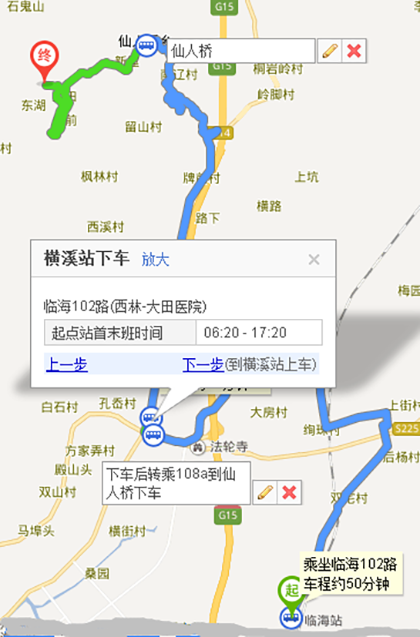 石鬼山
终
仙人
仙人桥
G15
东湖
前
村
桐岩岭村
岭脚村
留山村
枫林村
上坑
横路
路下
西溪村
横溪站下车 放大
临海102路(西林-大田医院)
起点站首末班时间 06:20 - 17:20
上一步 下一步(到横溪站上车)
白石村
孔岙村
大房村
上街村
S225
后杨村
方家弄村
法轮寺
殿山头
双山村
下车后转乘108a到仙
人桥下车
G15
马埠头
横街村
桑园
乘坐临海102路
车程约50分钟
起
临海站